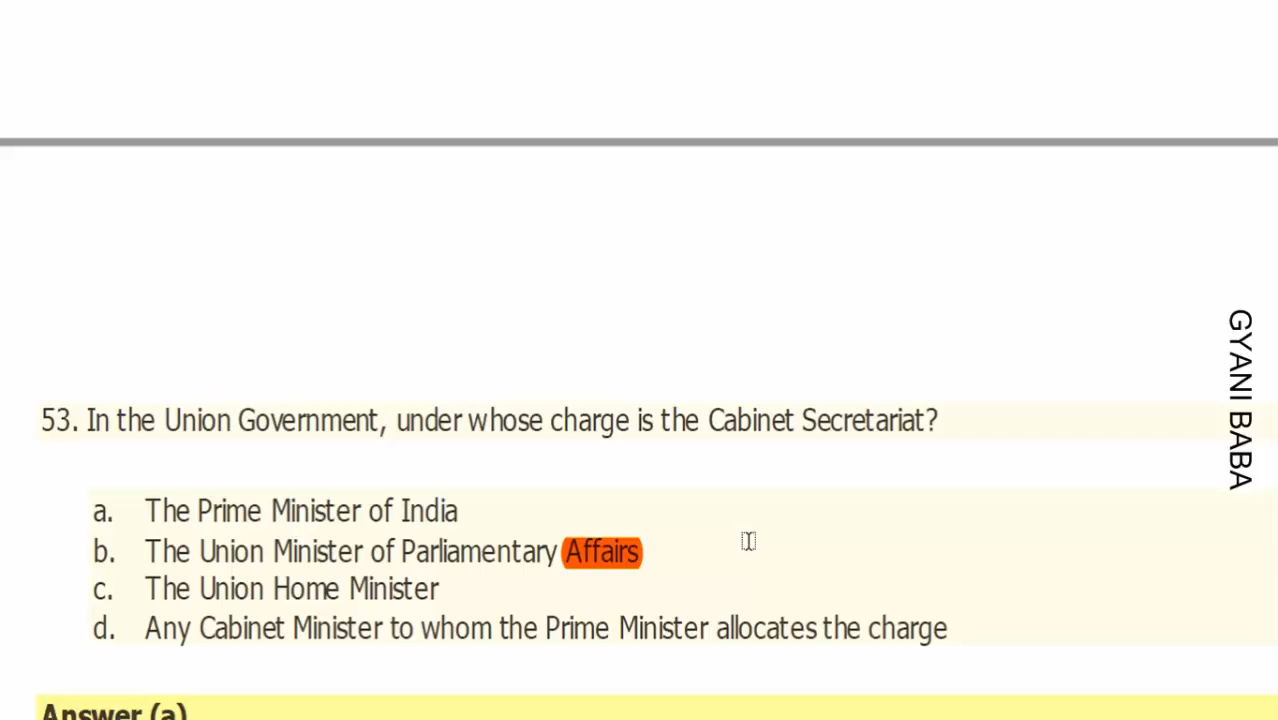 53. In the Union Government, under whose charge is the Cabinet Secretariat?
a. The Prime Minister of India
b. The Union Minister of Parliamentary Affairs
c. The Union Home Minister
d. Any Cabinet Minister to whom the Prime Minister allocates the charge
Answer (a)
GYANI BABA